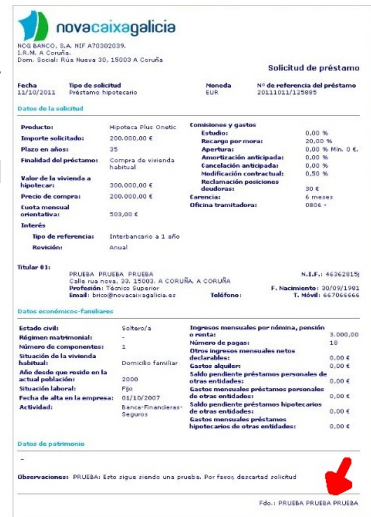 novacaixagalicia
NCG BANCO, S.A. NIF A70302039.
I.R.M. A Coruña.
Dom. Social: Rúa Nueva 30, 15003 A Coruña
Solicitud de préstamo
Fecha Tipo de solicitud Moneda Nº de referencia del préstamo
11/10/2011 Préstamo hipotecario EUR 20111011/125885
Datos de la solicitud
Producto: Hipoteca Plus Onetic
Importe solicitado: 200.000,00 €
Plazo en años: 35
Finalidad del préstamo: Compra de vivienda habitual
Valor de la vivienda a hipotecar: 300.000,00 €
Precio de compra: 200.000,00 €
Cuota mensual orientativa: 503,00 €
Interés
Tipo de referencia: Interbancario a 1 año
Revisión: Anual
Comisiones y gastos
Estudio: 0,00 %
Recargo por mora: 20,00 %
Apertura: 0,00 % Min. 0 €.
Amortización anticipada: 0,00 %
Cancelación anticipada: 0,00 %
Modificación contractual: 0,50 %
Reclamación posiciones deudoras: 30 €
Carencia: 6 meses
Oficina tramitadora: 0806 -
Titular 01:
PRUEBA PRUEBA PRUEBA N.I.F.: 46362815J
Calle rua nova, 30, 15003, A CORUÑA, A CORUÑA
Profesión: Técnico Superior F. Nacimiento: 30/09/1981
Email: brico@novacaixagalicia.es Teléfono: T. Móvil: 667066666
Datos económicos-familiares
Estado civil: Soltero/a
Régimen matrimonial: -
Número de componentes: 1
Situación de la vivienda habitual: Domicilio familiar
Año desde que reside en la actual población: 2000
Situación laboral: Fijo
Fecha de alta en la empresa: 01/10/2007
Actividad: Banca-Financieras-Seguros
Ingresos mensuales por nómina, pensión o renta: 3.000,00
Número de pagas: 18
Otros ingresos mensuales netos declarables: 0,00 €
Gastos alquiler: 0,00 €
Saldo pendiente préstamos personales de otras entidades: 0,00 €
Gastos mensuales préstamos personales de otras entidades: 0,00 €
Saldo pendiente préstamos hipotecarios de otras entidades: 0,00 €
Gastos mensuales préstamos hipotecarios de otras entidades: 0,00 €
Datos de patrimonio
-
Observaciones: PRUEBA: Esto sigue siendo una prueba. Por favor, descartad solicitud
Fdo.: PRUEBA PRUEBA PRUEBA